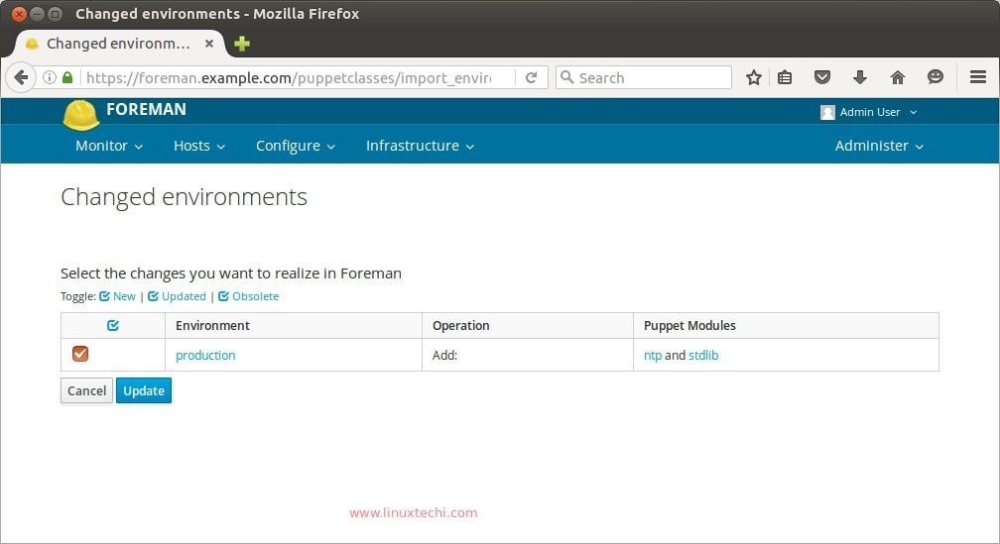 Changed environments - Mozilla Firefox
Changed environm...
https://foreman.example.com/puppetclasses/import_envir
Search
FOREMAN
Admin User
Monitor Hosts Configure Infrastructure Administer
Changed environments
Select the changes you want to realize in Foreman
Toggle: New | Updated | Obsolete
Environment Operation Puppet Modules
production Add: ntp and stdlib
Cancel Update
www.linuxtechi.com